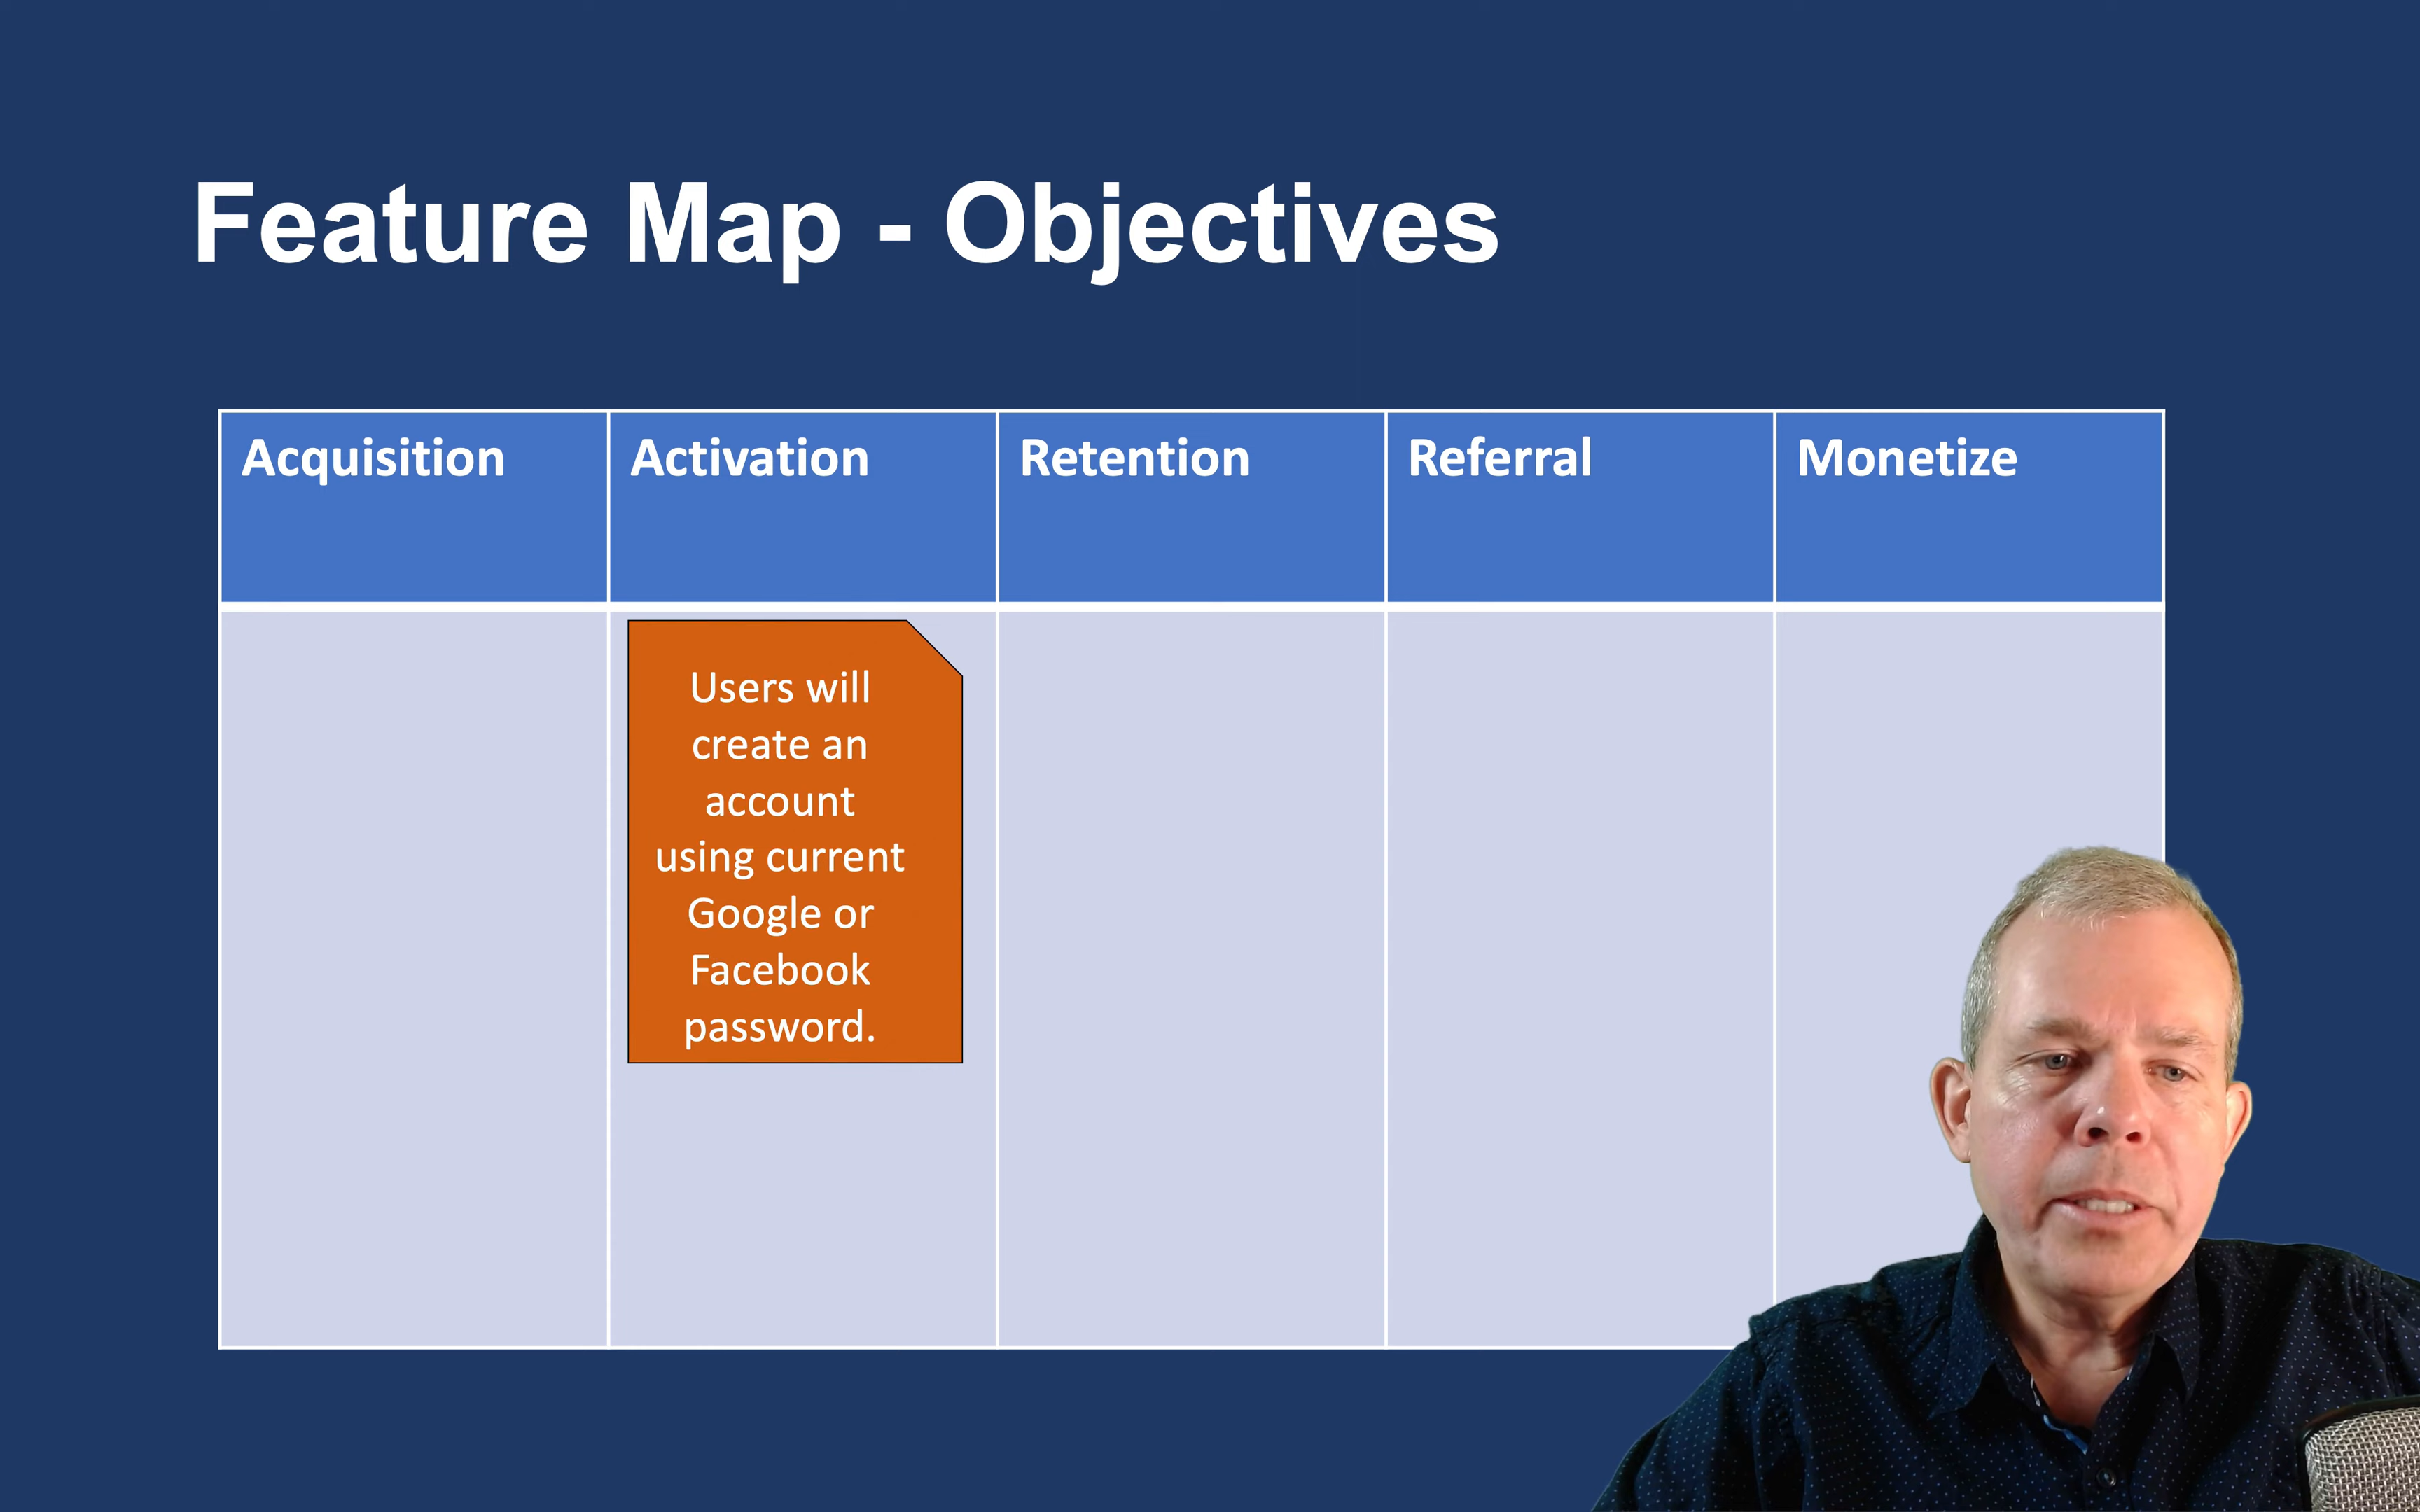 Feature Map - Objectives
Acquisition
Activation
Retention
Referral
Monetize
Users will
create an
account
using current
Google or
Facebook
password.